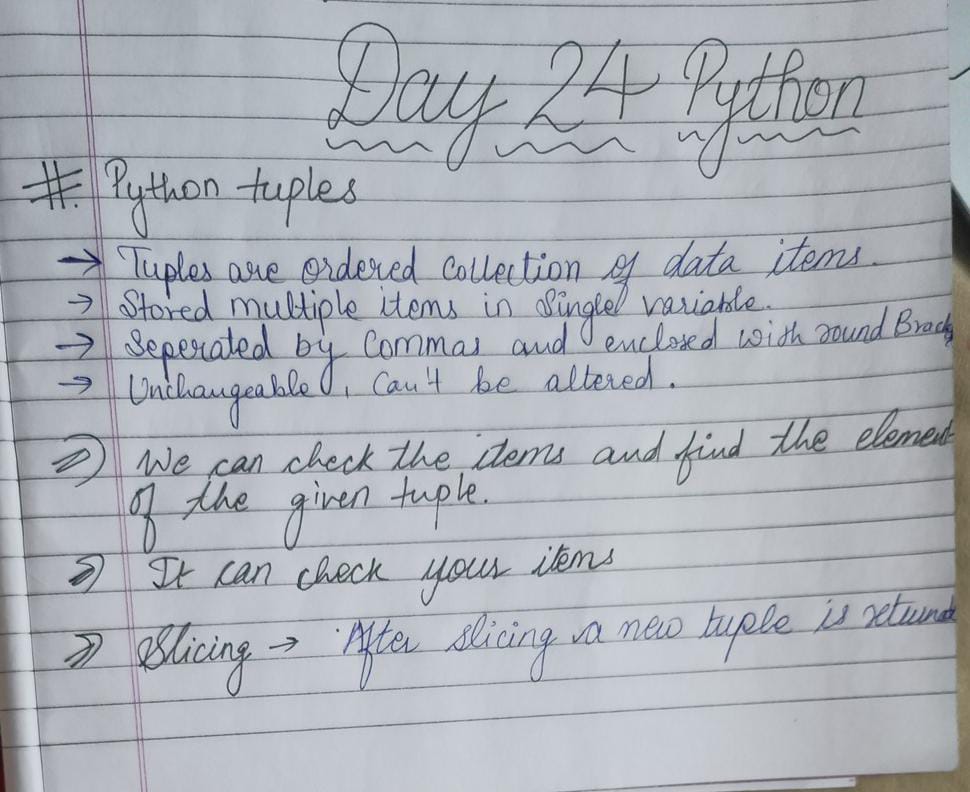 Day 24 Python
#. Python tuples
→ Tuples are ordered collection of data items.
→ Stored multiple items in Single variable.
→ Seperated by Commas and enclosed with round
→ Unchangeable, Can't be altered.
⇒ We can check the items and find the element
of the given tuple.
⇒ It can check your items
⇒ Slicing → After slicing a new tuple is returned